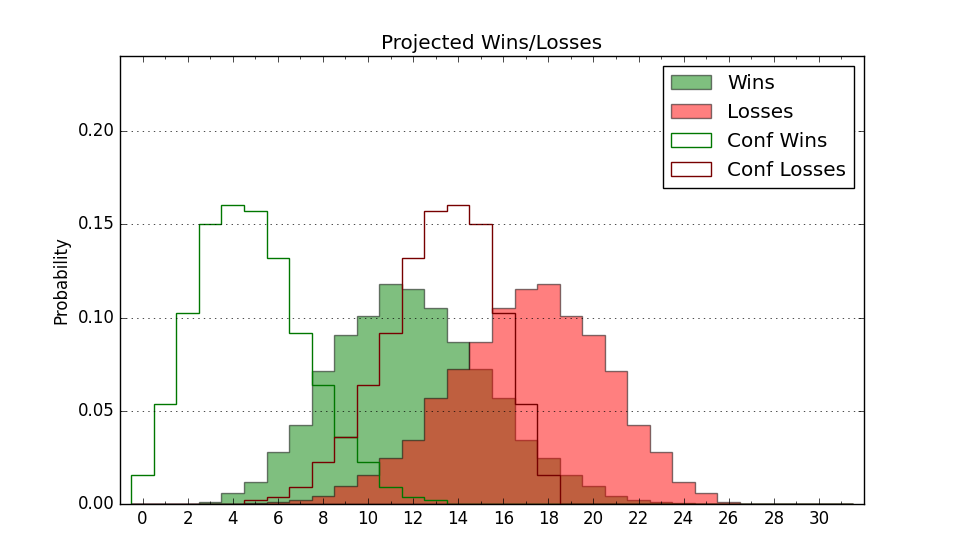 Projected Wins/Losses
Wins
Losses
Conf Wins
Conf Losses
Probability
0.20
0.15
0.10
0.05
0.00
0 2 4 6 8 10 12 14 16 18 20 22 24 26 28 30